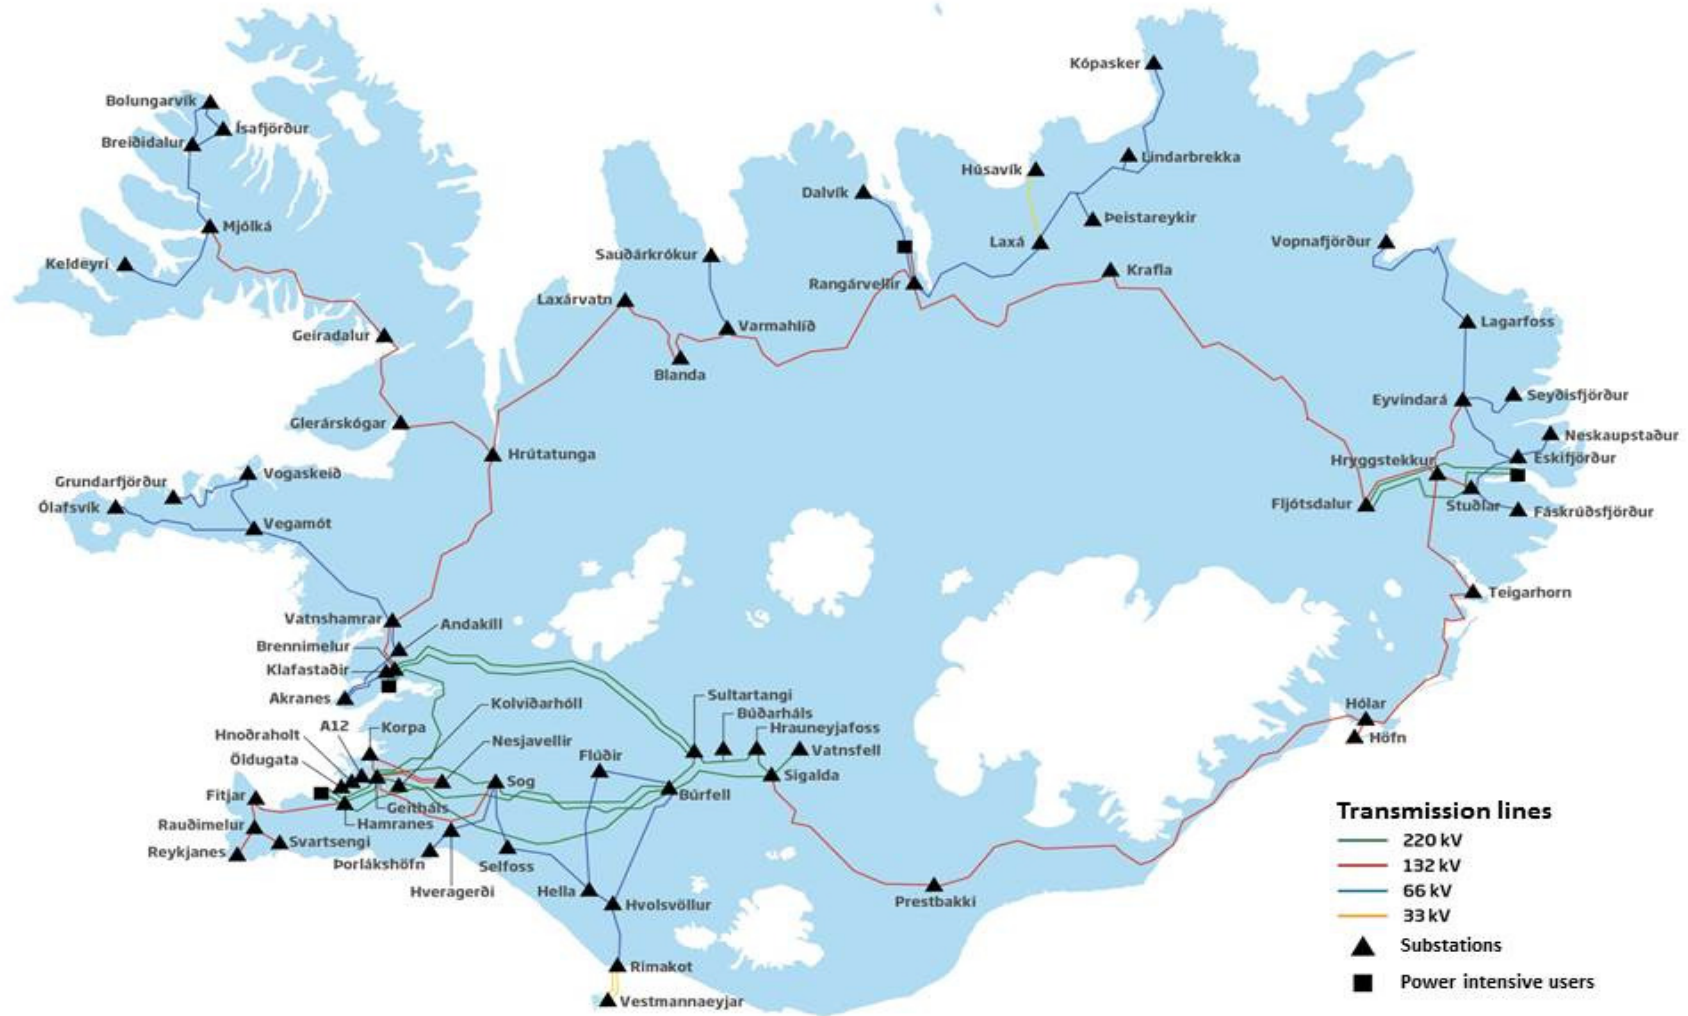 Kópasker
Bolungarvík
Ísafjörður
Breiðidalur
Lindarbrekka
Húsavík
Dalvík
Þeistareykir
Mjólká
Laxá
Vopnafjörður
Sauðárkrókur
Keldeyri
Krafla
Rangárvellir
Laxárvatn
Lagarfoss
Varmahlíð
Geiradalur
Blanda
Seyðisfjörður
Eyvindará
Glerárskógar
Neskaupstaður
Hrútatunga
Eskifjörður
Hryggstekkur
Vogaskeið
Grundarfjörður
Ólafsvík
Fljótsdalur
Stuðlar
Fáskrúðsfjörður
Vegamót
Teigarhorn
Vatnshamrar
Andakíll
Brennimelur
Klafastaðir
Akranes
Sultartangi
Kolviðarhóll
Hólar
Búðarháls
Korpa
A12
Hrauneyjafoss
Hnoðraholt
Höfn
Nesjavellir
Vatnsfell
Flúðir
Öldugata
Sigalda
Sog
Fitjar
Búrfell
Geitháls
Hamranes
Rauðimelur
Svartsengi
Reykjanes
Þorlákshöfn
Selfoss
Hveragerði
Hella
Hvolsvöllur
Prestbakki
Rimakot
Vestmannaeyjar
Transmission lines
220 kV
132 kV
66 kV
33 kV
Substations
Power intensive users